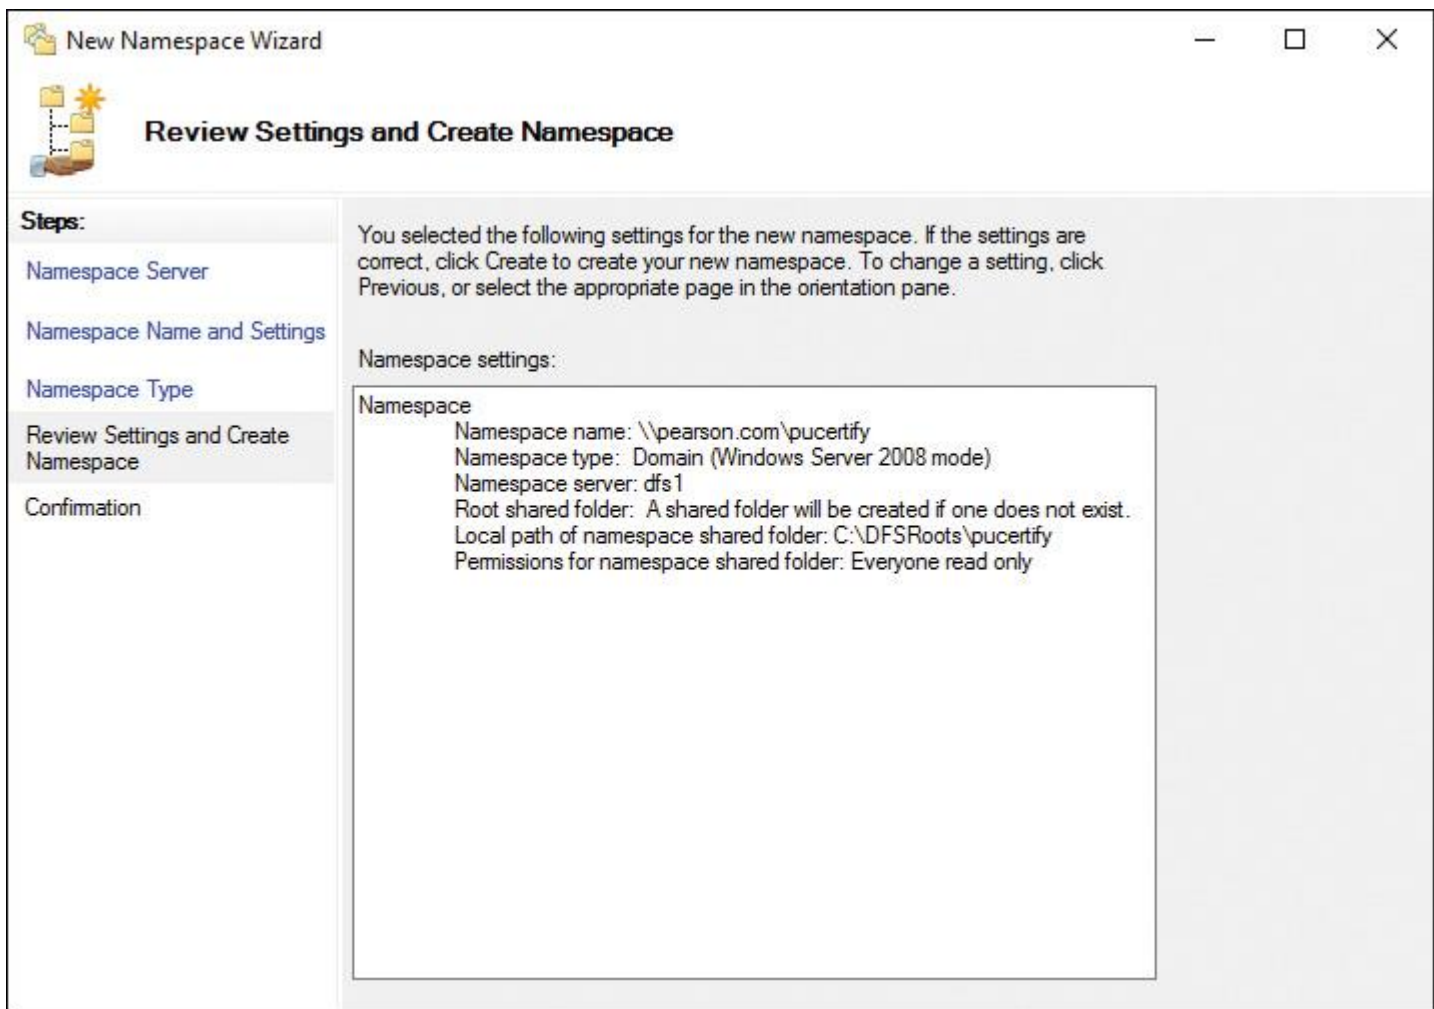 New Namespace Wizard
Review Settings and Create Namespace
Steps:
Namespace Server
Namespace Name and Settings
Namespace Type
Review Settings and Create
Namespace
Confirmation
You selected the following settings for the new namespace. If the settings are
correct, click Create to create your new namespace. To change a setting, click
Previous, or select the appropriate page in the orientation pane.
Namespace settings:
Namespace
Namespace name: \\pearson.com\pucertify
Namespace type:  Domain (Windows Server 2008 mode)
Namespace server: dfs1
Root shared folder:  A shared folder will be created if one does not exist.
Local path of namespace shared folder: C:\DFSRoots\pucertify
Permissions for namespace shared folder: Everyone read only